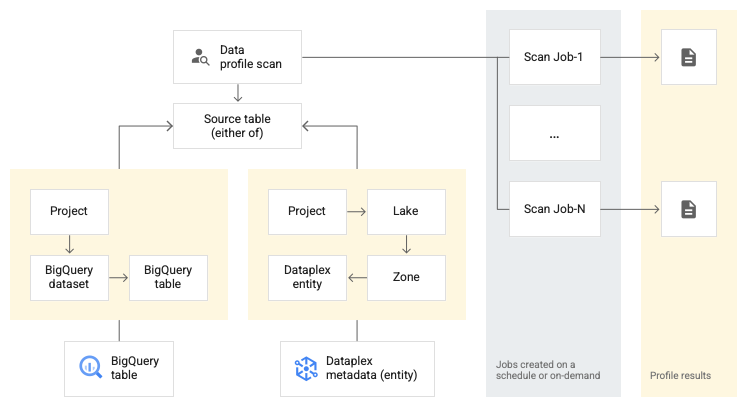 Data
profile scan
Source table
(either of)
Project
BigQuery
dataset
BigQuery
table
BigQuery
table
Project
Lake
Dataplex
entity
Zone
Dataplex
metadata (entity)
Scan Job-1
...
Scan Job-N
Jobs created on a
schedule or on-demand
Profile results